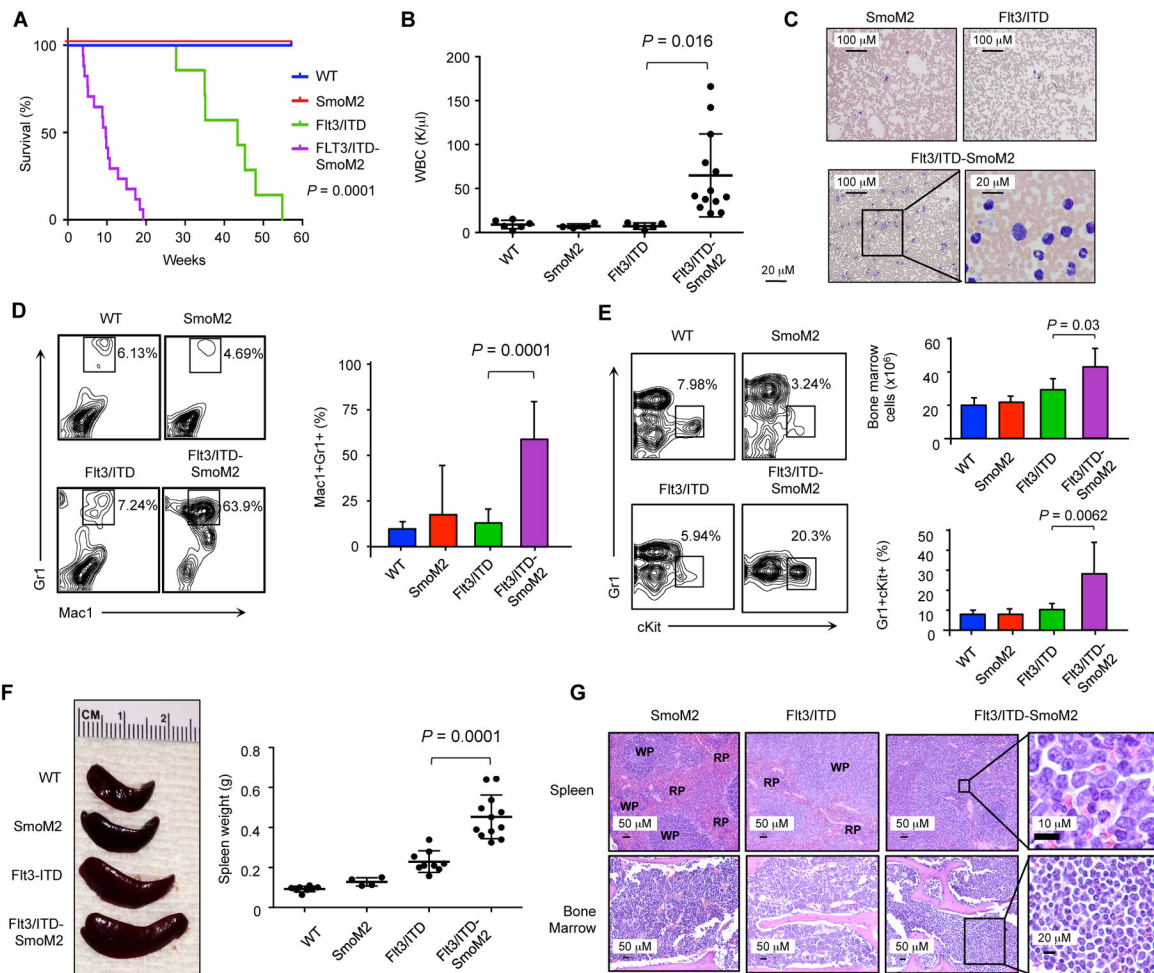 A
100
50
0
Survival (%)
0 10 20 30 40 50 60
Weeks
WT
SmoM2
Flt3/ITD
FLT3/ITD-
SmoM2
P = 0.0001
B
P = 0.016
200
150
100
50
0
WBC (K/µl)
WT
SmoM2
Flt3/ITD
Flt3/ITD-
SmoM2
C
SmoM2
Flt3/ITD
100 µM
100 µM
Flt3/ITD-SmoM2
100 µM
20 µM
20 µM
D
WT
SmoM2
6.13%
4.69%
Flt3/ITD
Flt3/ITD-
SmoM2
7.24%
63.9%
Gr1
Mac1
P = 0.0001
100
75
50
25
0
Mac1+Gr1+ (%)
WT
SmoM2
Flt3/ITD
Flt3/ITD-
SmoM2
E
WT
SmoM2
7.98%
3.24%
Flt3/ITD
Flt3/ITD-
SmoM2
5.94%
20.3%
Gr1
cKit
P = 0.03
60
40
20
0
Bone marrow
cells (x10⁶)
WT
SmoM2
Flt3/ITD
Flt3/ITD-
SmoM2
P = 0.0062
50
40
30
20
10
0
Gr1+cKit+ (%)
WT
SmoM2
Flt3/ITD
Flt3/ITD-
SmoM2
F
CM 1 2
WT
SmoM2
Flt3-ITD
Flt3/ITD-
SmoM2
P = 0.0001
0.8
0.6
0.4
0.2
0
Spleen weight (g)
WT
SmoM2
Flt3/ITD
Flt3/ITD-
SmoM2
G
SmoM2
Flt3/ITD
Flt3/ITD-SmoM2
Spleen
WP
RP
WP
RP
RP
WP
50 µM
WP
RP
RP
50 µM
50 µM
10 µM
Bone
Marrow
50 µM
50 µM
50 µM
20 µM